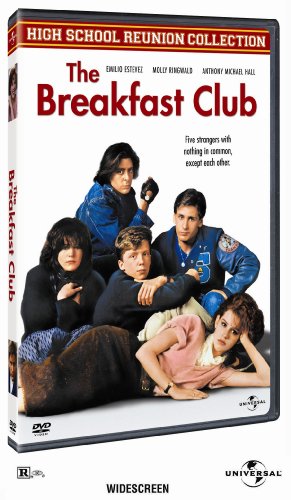 HIGH SCHOOL REUNION COLLECTION
EMILIO ESTEVEZ MOLLY RINGWALD ANTHONY MICHAEL HALL
The
Breakfast Club
Five strangers with
nothing in common,
except each other.
The
Breakfast Club
UNIVERSAL
DVD
VIDEO
R
WIDESCREEN
UNIVERSAL